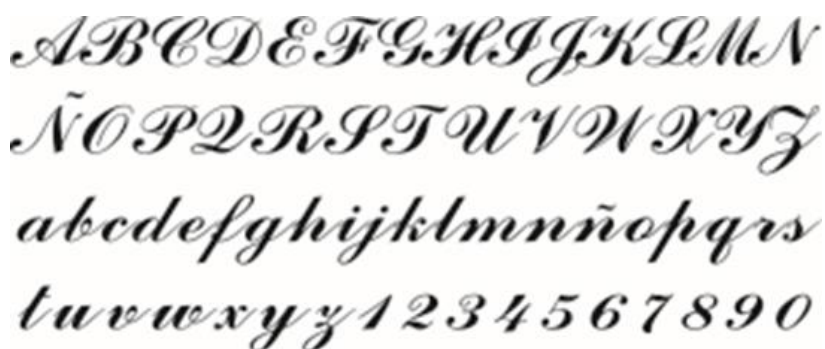 ABCDEFGHIJKLMN
ÑOPQRSTUVWXYZ
abcdefghijklmnñopqrs
tuvwxyz1234567890